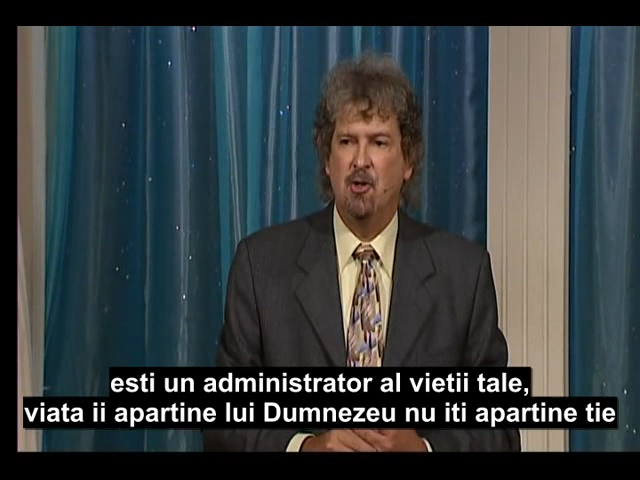 esti un administrator al vietii tale,
viata ii apartine lui Dumnezeu nu iti apartine tie